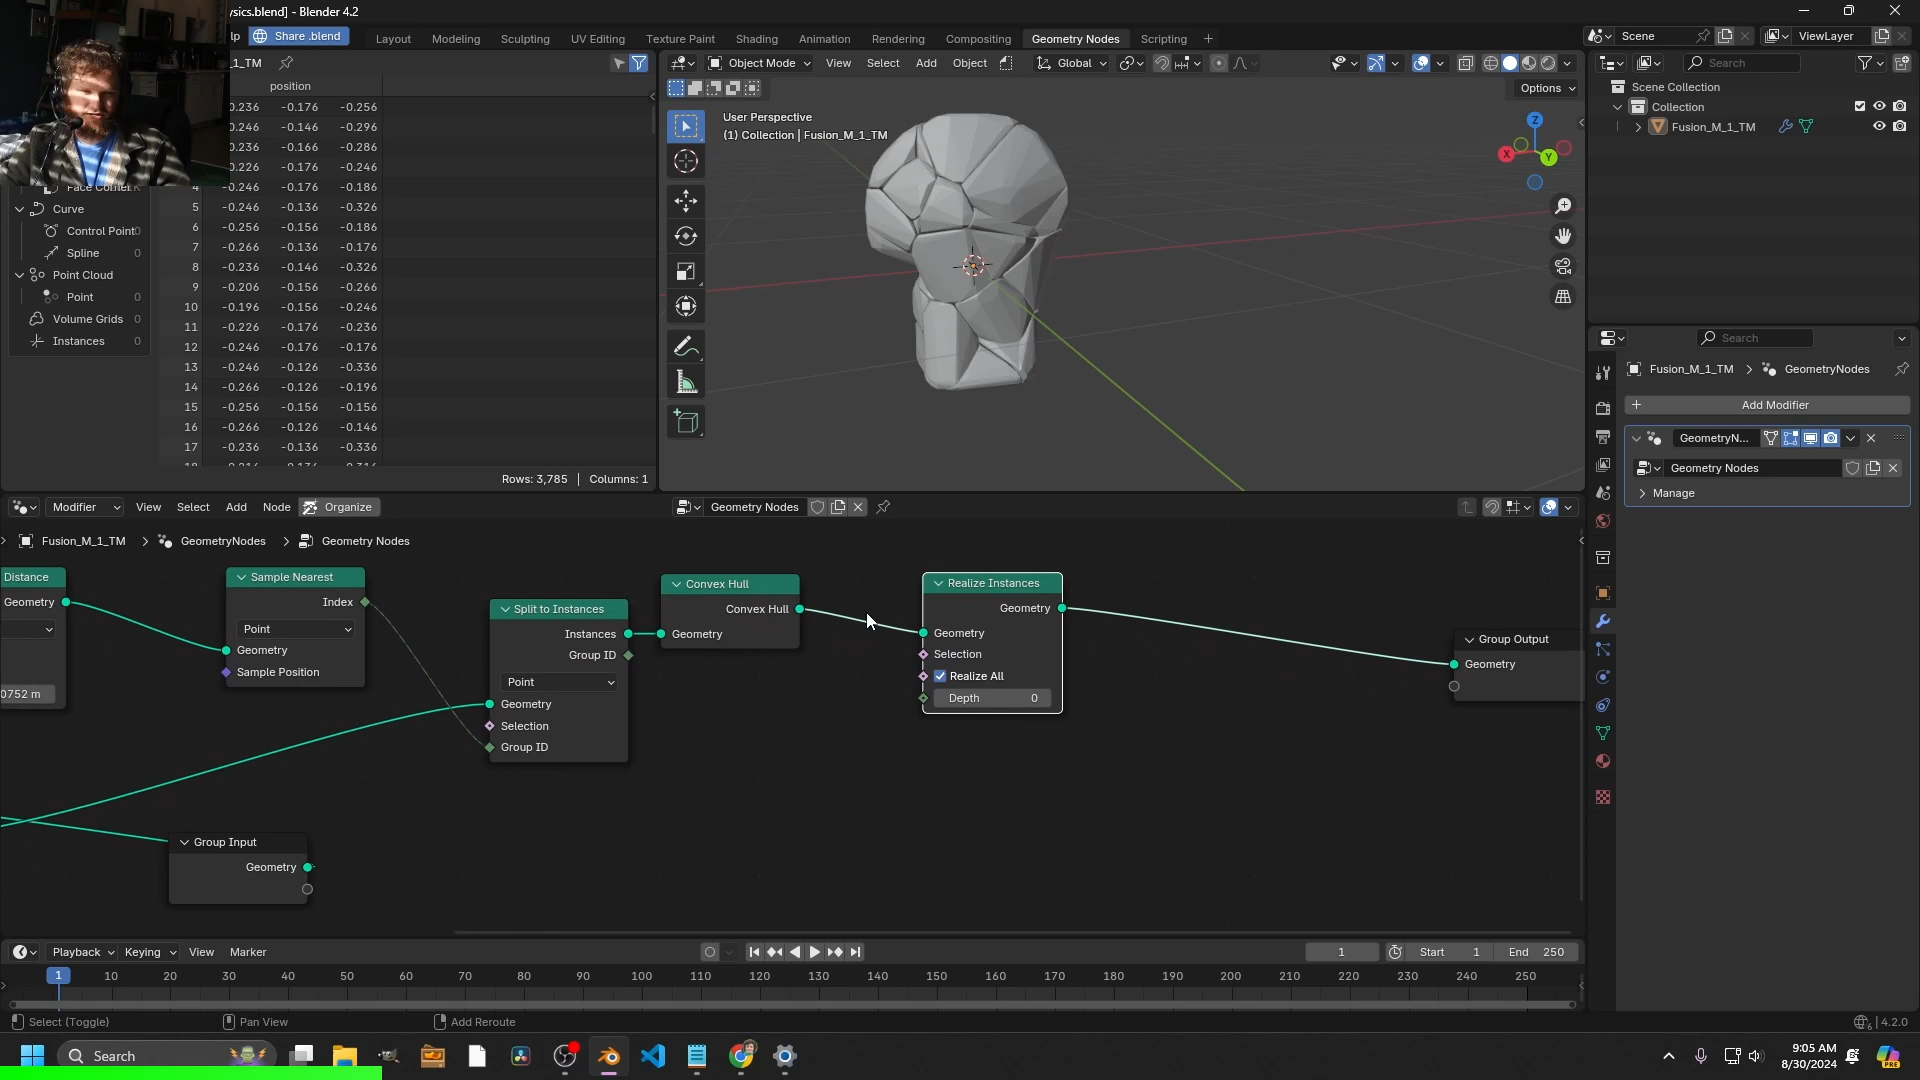 ysics.blend] - Blender 4.2
lp Share .blend Layout Modeling Sculpting UV Editing Texture Paint Shading Animation Rendering Compositing Geometry Nodes Scripting + Scene ViewLayer
1_TM Object Mode View Select Add Object Global Search
position
Options
Scene Collection
Collection
Fusion_M_1_TM
User Perspective
(1) Collection | Fusion_M_1_TM
Z
X
Y
0.236 -0.176 -0.256
0.246 -0.146 -0.296
0.236 -0.166 -0.286
0.226 -0.176 -0.246
4 -0.246 -0.176 -0.186
5 -0.246 -0.136 -0.326
6 -0.256 -0.156 -0.186
7 -0.266 -0.136 -0.176
8 -0.236 -0.146 -0.326
9 -0.206 -0.156 -0.266
10 -0.196 -0.156 -0.246
11 -0.226 -0.176 -0.236
12 -0.246 -0.176 -0.176
13 -0.246 -0.126 -0.336
14 -0.266 -0.126 -0.196
15 -0.256 -0.156 -0.156
16 -0.266 -0.126 -0.146
17 -0.236 -0.136 -0.336
Face Corner
Curve
Control Point 0
Spline 0
Point Cloud
Point 0
Volume Grids 0
Instances 0
Rows: 3,785 | Columns: 1
Search
Fusion_M_1_TM > GeometryNodes
+ Add Modifier
GeometryN...
Geometry Nodes
Manage
Modifier View Select Add Node Organize Geometry Nodes
Fusion_M_1_TM > GeometryNodes > Geometry Nodes
Distance
Geometry
0752 m
Sample Nearest
Index
Point
Geometry
Sample Position
Split to Instances
Instances
Group ID
Point
Geometry
Selection
Group ID
Convex Hull
Convex Hull
Geometry
Realize Instances
Geometry
Geometry
Selection
Realize All
Depth 0
Group Output
Geometry
Group Input
Geometry
Playback Keying View Marker 1 Start 1 End 250
1 10 20 30 40 50 60 70 80 90 100 110 120 130 140 150 160 170 180 190 200 210 220 230 240 250
Select (Toggle) Pan View Add Reroute 4.2.0
Search
9:05 AM
8/30/2024
PRE